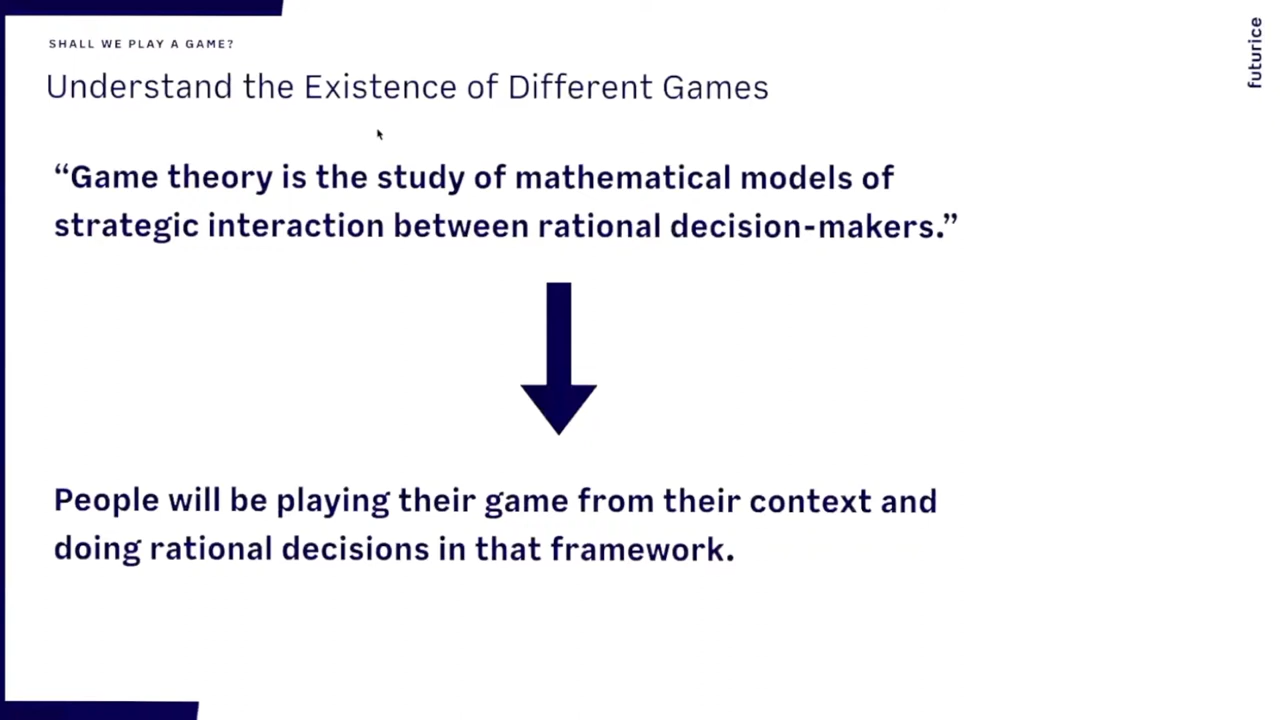 SHALL WE PLAY A GAME?
Understand the Existence of Different Games
“Game theory is the study of mathematical models of
strategic interaction between rational decision-makers.”
People will be playing their game from their context and
doing rational decisions in that framework.
futurice